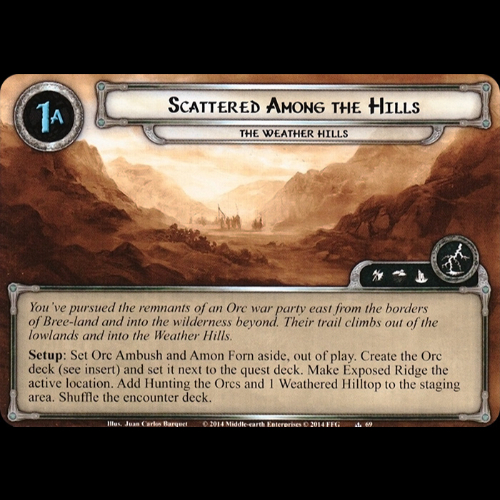 1A
SCATTERED AMONG THE HILLS
THE WEATHER HILLS
You've pursued the remnants of an Orc war party east from the borders
of Bree-land and into the wilderness beyond. Their trail climbs out of the
lowlands and into the Weather Hills.
Setup: Set Orc Ambush and Amon Forn aside, out of play. Create the Orc
deck (see insert) and set it next to the quest deck. Make Exposed Ridge the
active location. Add Hunting the Orcs and 1 Weathered Hilltop to the staging
area. Shuffle the encounter deck.
Illus. Juan Carlos Barquet © 2014 Middle-earth Enterprises © 2014 FFG 69